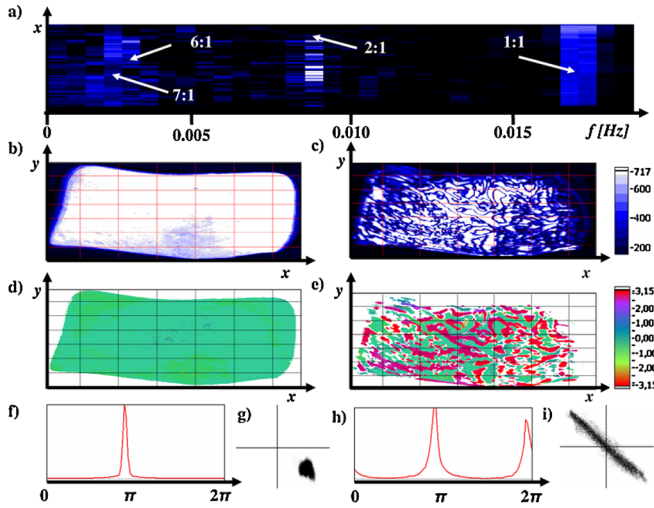 a)
x
6:1
2:1
1:1
7:1
0
0.005
0.010
0.015
f [Hz]
b)
y
x
c)
y
x
-717
-600
-400
-200
d)
y
x
e)
y
x
≥3,15
2,00
1,00
0,00
-1,00
-2,00
≤-3,15
f)
0
π
2π
g)
h)
0
π
2π
i)